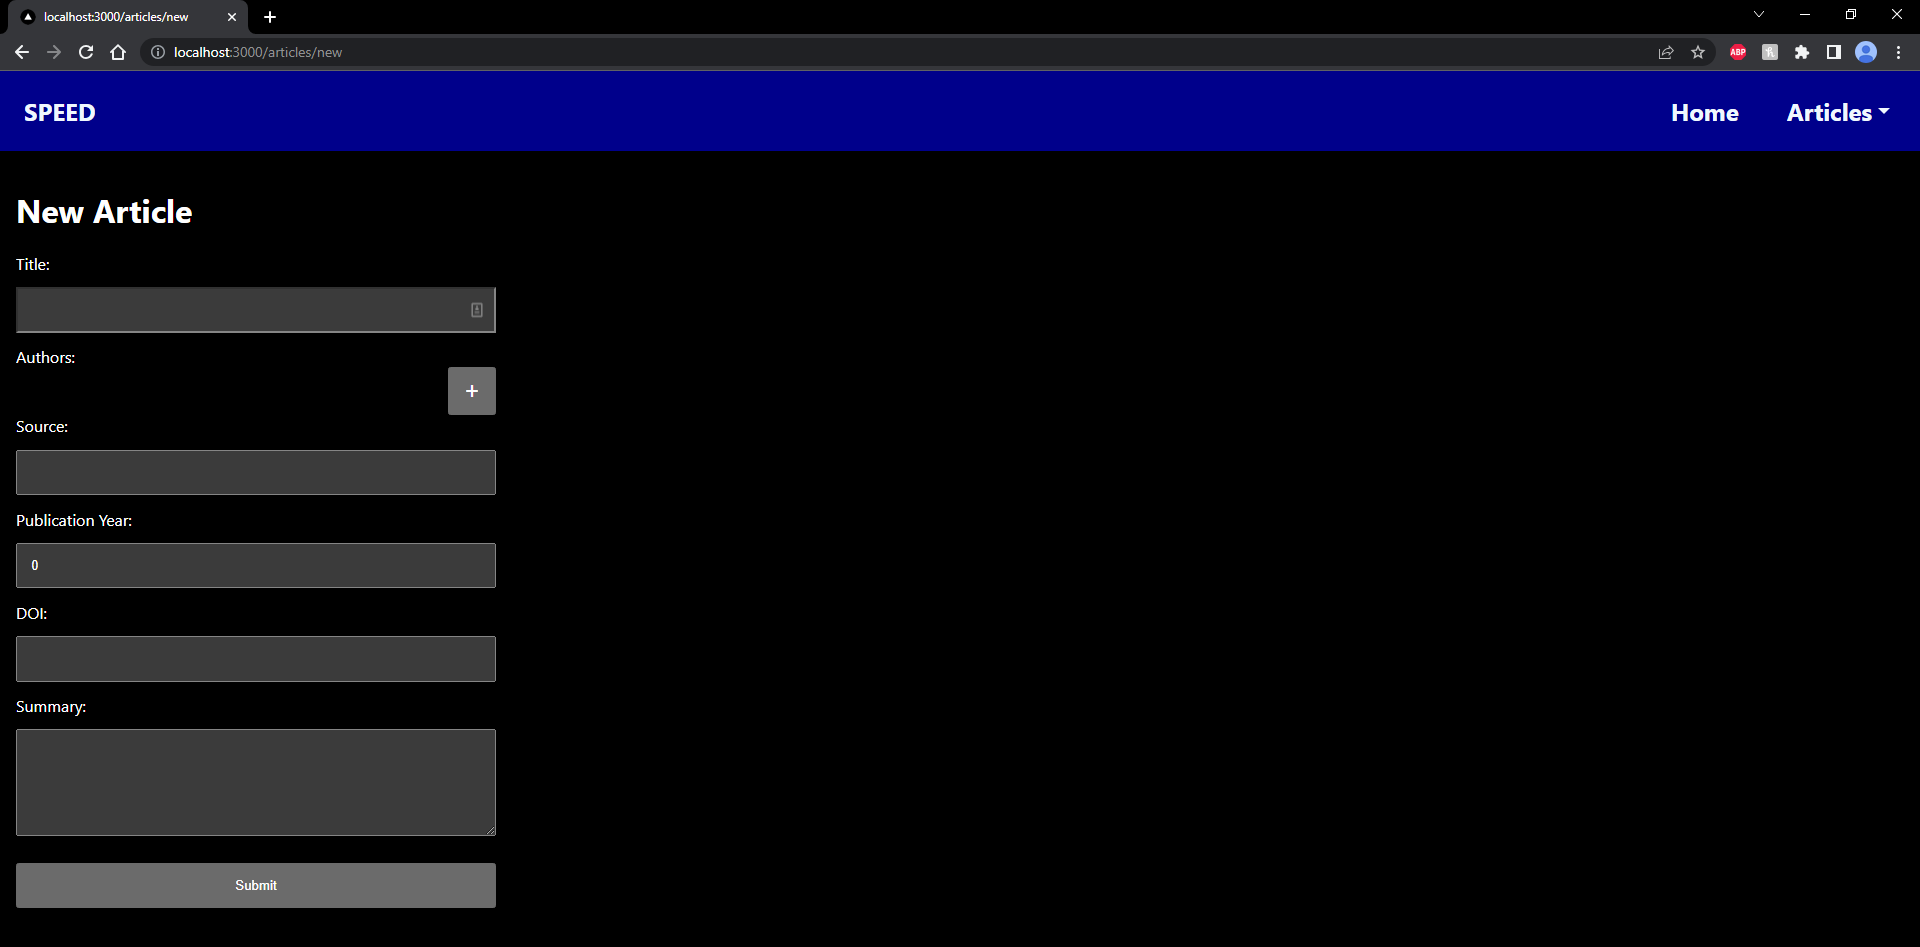 localhost:3000/articles/new
localhost:3000/articles/new
ABP
SPEED
Home
Articles
New Article
Title:
Authors:
+
Source:
Publication Year:
0
DOI:
Summary:
Submit